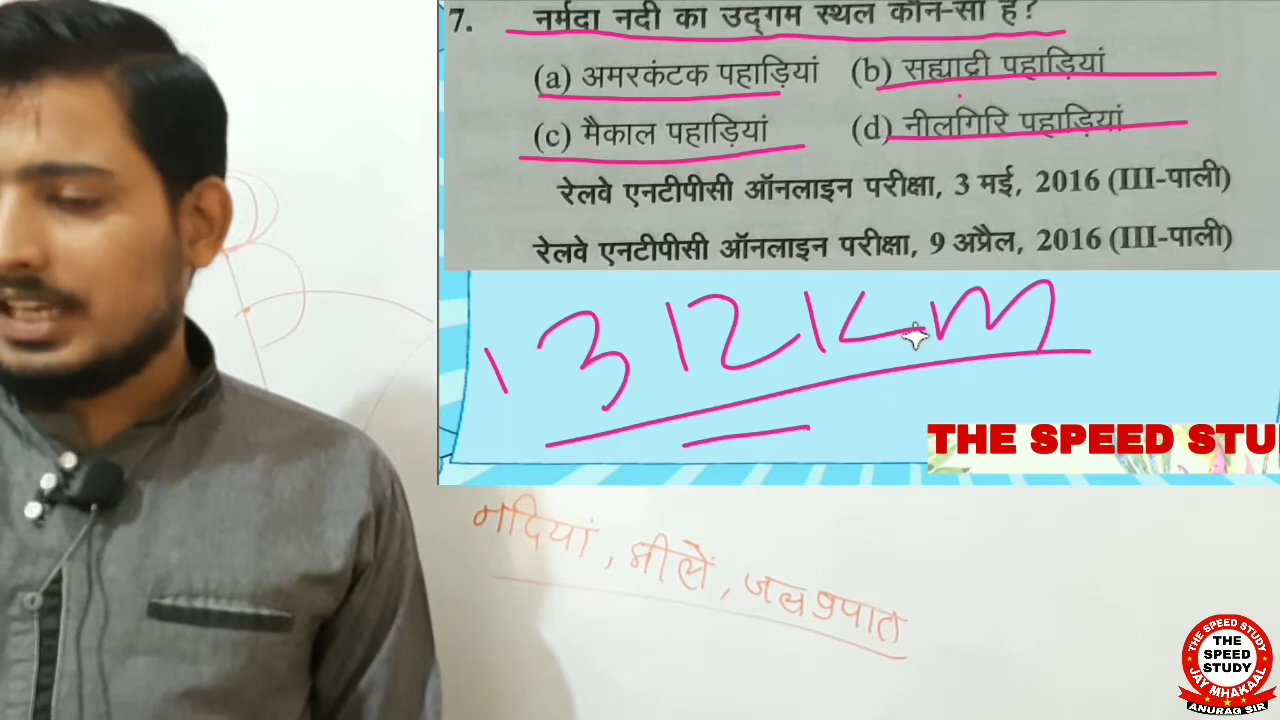 7. नर्मदा नदी का उद्गम स्थल कौन-सा है?
(a) अमरकंटक पहाड़ियां (b) सह्याद्री पहाड़ियां
(c) मैकाल पहाड़ियां (d) नीलगिरि पहाड़ियां
रेलवे एनटीपीसी ऑनलाइन परीक्षा, 3 मई, 2016 (III-पाली)
रेलवे एनटीपीसी ऑनलाइन परीक्षा, 9 अप्रैल, 2016 (III-पाली)
1312Km
THE SPEED STU
नदियां, झीलें, जलप्रपात
THE SPEED STUDY
THE
SPEED
STUDY
JAY MHAKAAL
ANURAG SIR